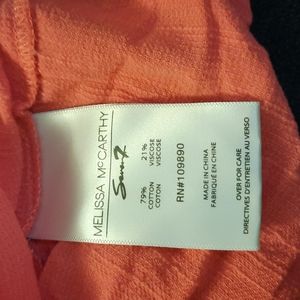 MELISSA McCARTHY
Seven7
79% 21%
COTTON VISCOSE
COTON VISCOSE
RN#109890
MADE IN CHINA
FABRIQUÉ EN CHINE
OVER FOR CARE
DIRECTIVES D'ENTRETIEN AU VERSO